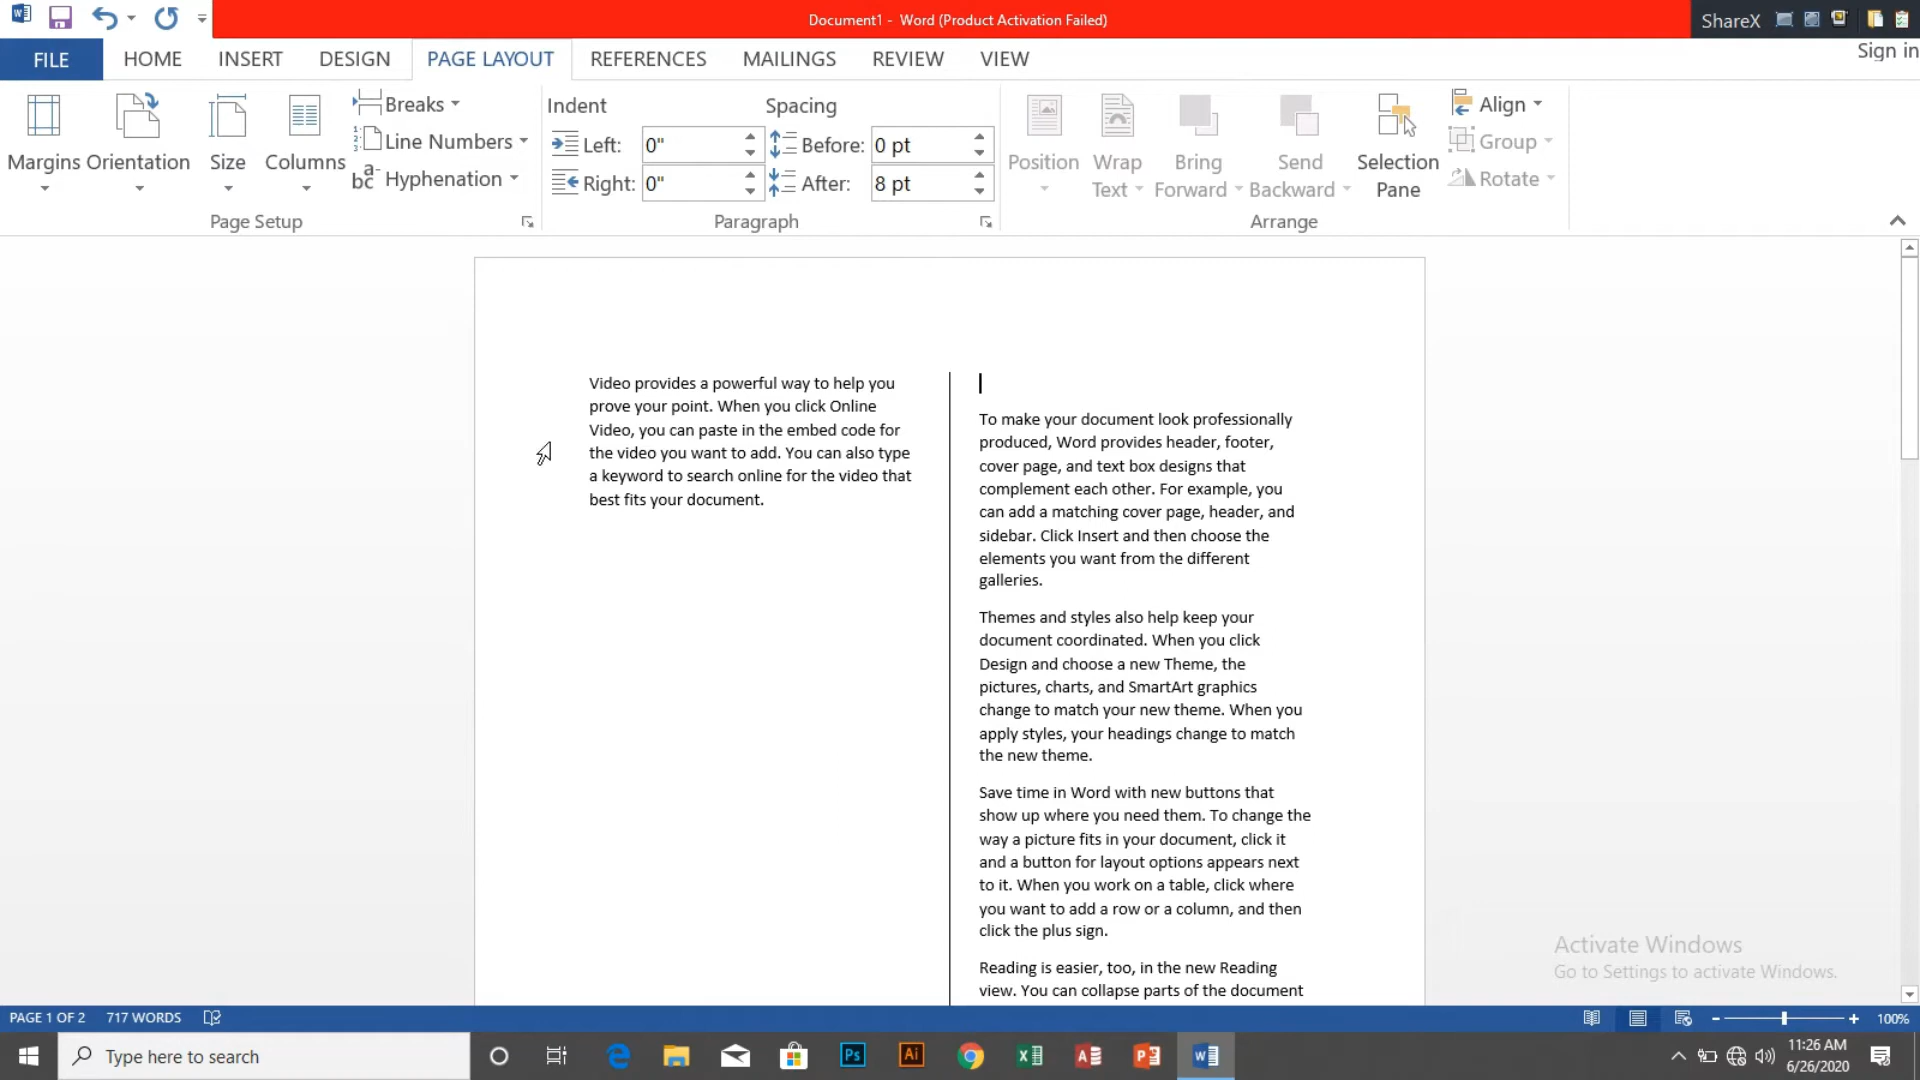 Document1 - Word (Product Activation Failed)
ShareX
FILE
HOME
INSERT
DESIGN
PAGE LAYOUT
REFERENCES
MAILINGS
REVIEW
VIEW
Sign in
Margins
Orientation
Size
Columns
Breaks
Line Numbers
Hyphenation
Page Setup
Indent
Left: 0"
Right: 0"
Spacing
Before: 0 pt
After: 8 pt
Paragraph
Position
Wrap
Text
Bring
Forward
Send
Backward
Selection
Pane
Align
Group
Rotate
Arrange
Video provides a powerful way to help you
prove your point. When you click Online
Video, you can paste in the embed code for
the video you want to add. You can also type
a keyword to search online for the video that
best fits your document.
To make your document look professionally
produced, Word provides header, footer,
cover page, and text box designs that
complement each other. For example, you
can add a matching cover page, header, and
sidebar. Click Insert and then choose the
elements you want from the different
galleries.
Themes and styles also help keep your
document coordinated. When you click
Design and choose a new Theme, the
pictures, charts, and SmartArt graphics
change to match your new theme. When you
apply styles, your headings change to match
the new theme.
Save time in Word with new buttons that
show up where you need them. To change the
way a picture fits in your document, click it
and a button for layout options appears next
to it. When you work on a table, click where
you want to add a row or a column, and then
click the plus sign.
Reading is easier, too, in the new Reading
view. You can collapse parts of the document
Activate Windows
Go to Settings to activate Windows.
PAGE 1 OF 2
717 WORDS
100%
Type here to search
Ps
Ai
11:26 AM
6/26/2020